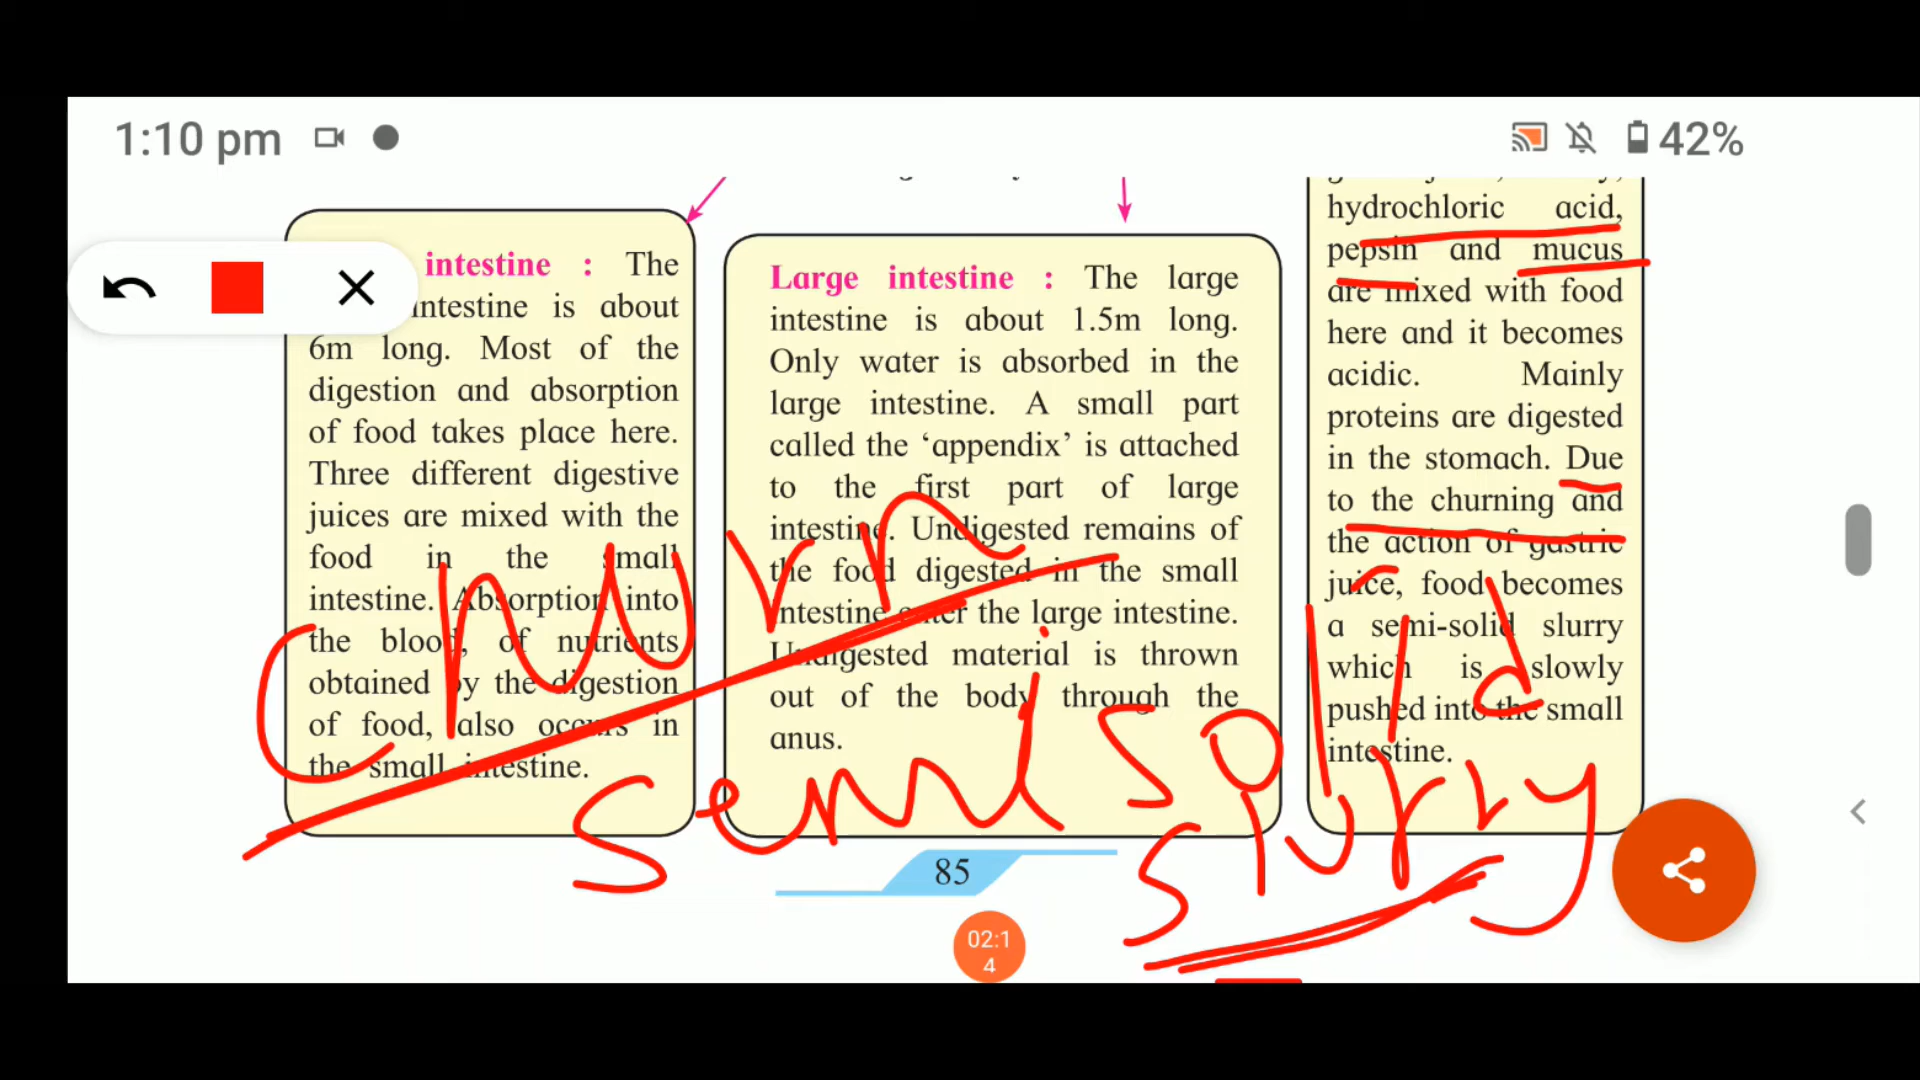 1:10 pm
42%
intestine : The
intestine is about
6m long. Most of the
digestion and absorption
of food takes place here.
Three different digestive
juices are mixed with the
food in the small
intestine. Absorption into
the blood, of nutrients
obtained by the digestion
of food, also occurs in
the small intestine.
Large intestine : The large
intestine is about 1.5m long.
Only water is absorbed in the
large intestine. A small part
called the ‘appendix’ is attached
to the first part of large
intestine. Undigested remains of
the food digested in the small
intestine enter the large intestine.
Undigested material is thrown
out of the body through the
anus.
hydrochloric acid,
pepsin and mucus
are mixed with food
here and it becomes
acidic. Mainly
proteins are digested
in the stomach. Due
to the churning and
the action of gastric
juice, food becomes
a semi-solid slurry
which is slowly
pushed into the small
intestine.
churn
semi solid
slurry
85
02:1
4